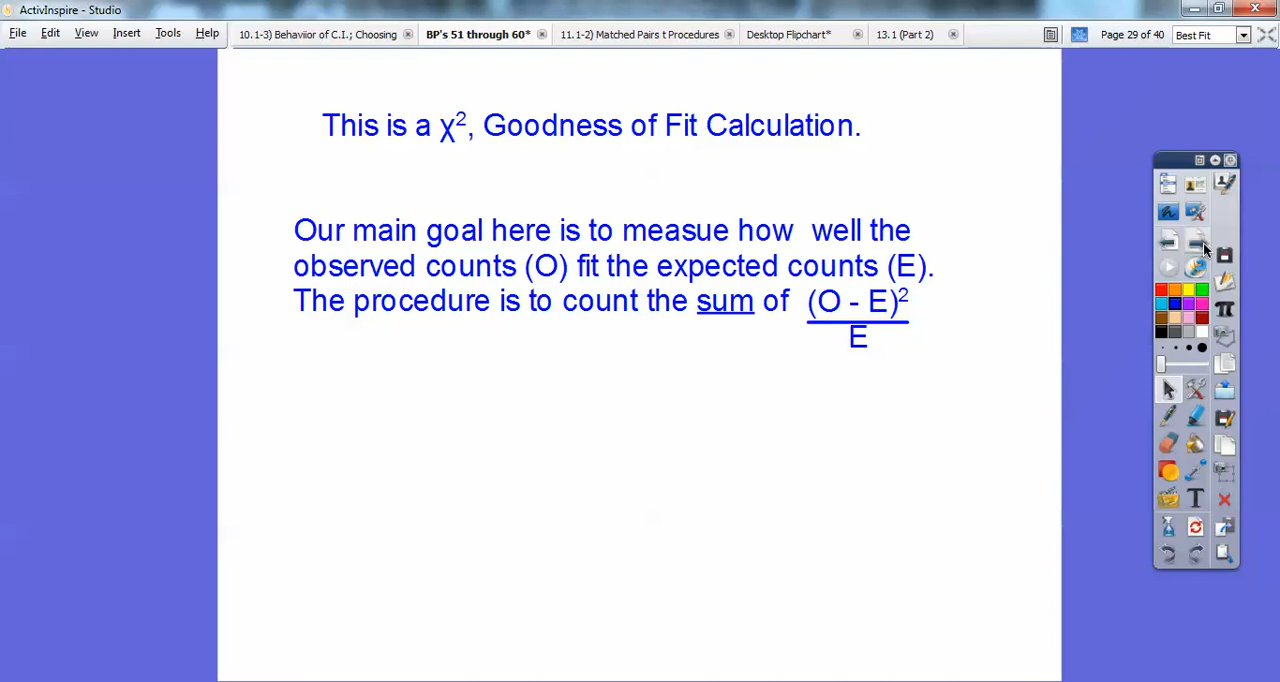 ActivInspire - Studio
File Edit View Insert Tools Help
10.1-3) Behaviior of C.I.; Choosing
BP's 51 through 60*
11.1-2) Matched Pairs t Procedures
Desktop Flipchart*
13.1 (Part 2)
Page 29 of 40
Best Fit
This is a χ², Goodness of Fit Calculation.
Our main goal here is to measue how well the
observed counts (O) fit the expected counts (E).
The procedure is to count the sum of (O - E)²
E